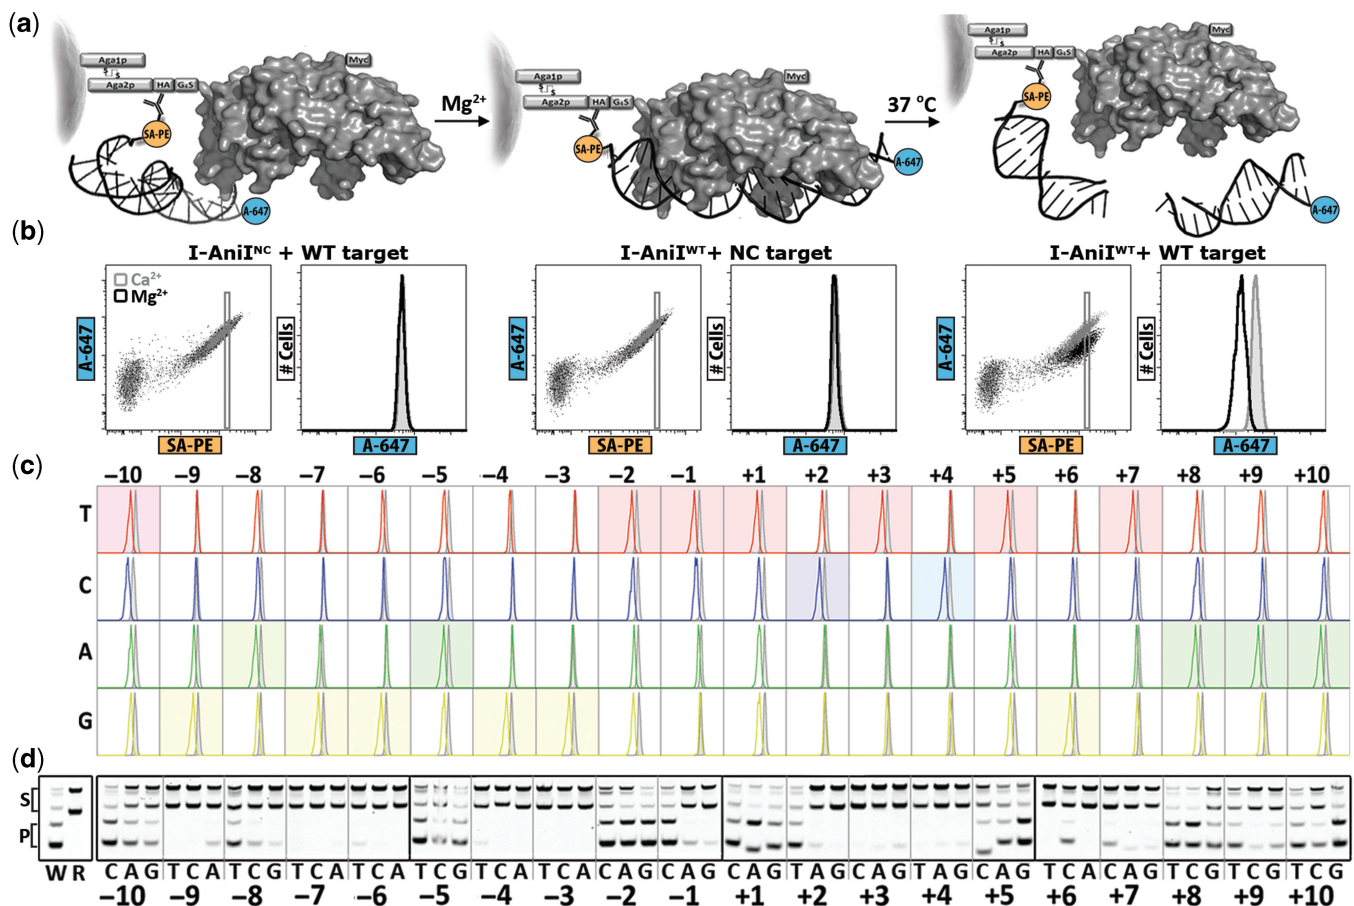 (a)
Aga1p
S
S
Aga2p HA G₄S
Myc
SA-PE
A-647
Mg²⁺
Aga1p
S
S
Aga2p HA G₄S
Myc
SA-PE
A-647
37 °C
Aga1p
S
S
Aga2p HA G₄S
Myc
SA-PE
A-647
(b)
I-AniIᴺᶜ + WT target
I-AniIᵂᵀ+ NC target
I-AniIᵂᵀ+ WT target
Ca²⁺
Mg²⁺
A-647
# Cells
A-647
# Cells
A-647
# Cells
SA-PE A-647 SA-PE A-647 SA-PE A-647
(c)
−10 −9 −8 −7 −6 −5 −4 −3 −2 −1 +1 +2 +3 +4 +5 +6 +7 +8 +9 +10
T
C
A
G
(d)
S
P
W R C A G T C A T C G T C A T C A T C G T C A T C A C A G C A G C A G T A G C A G T A G C A G T C A C A G T C G T C G T C G
−10 −9 −8 −7 −6 −5 −4 −3 −2 −1 +1 +2 +3 +4 +5 +6 +7 +8 +9 +10